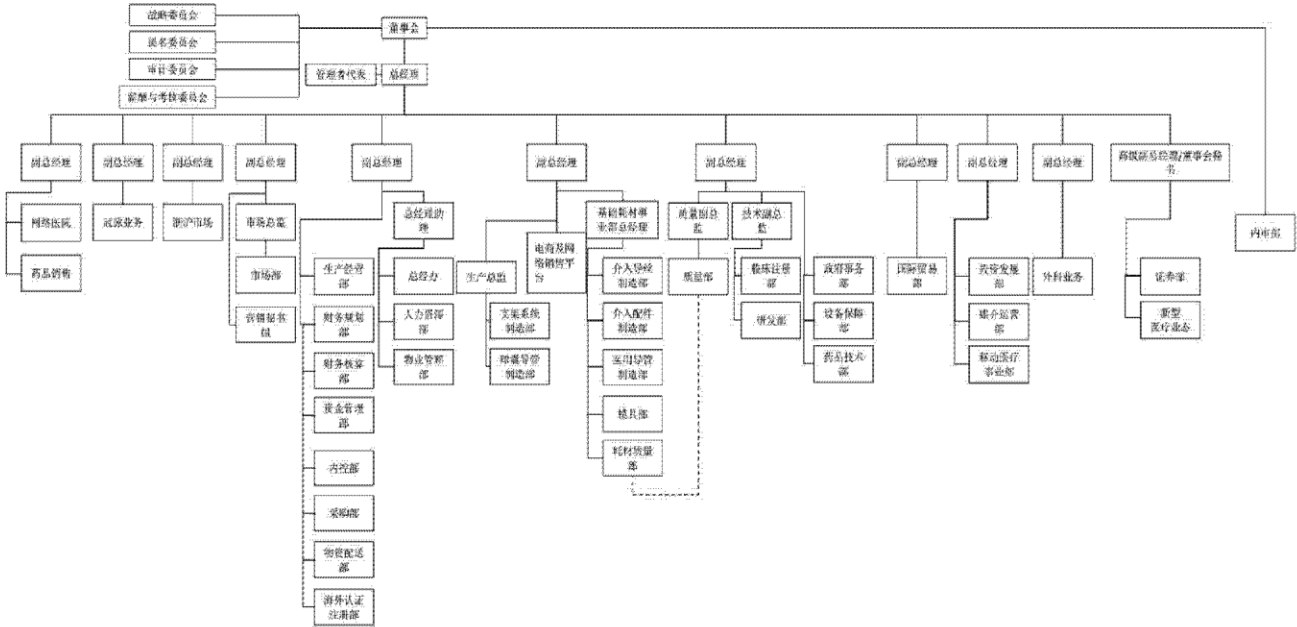 战略委员会
董事会
提名委员会
审计委员会
管理者代表
总经理
薪酬与考核委员会
副总经理
副总经理
副总经理
副总经理
副总经理
副总经理
副总经理
副总经理
副总经理
副总经理
高级副总经理/董事会秘
书
网络医院
冠脉业务
浙沪市场
市场总监
总经理助
理
基础耗材事
业部总经理
质量副总
监
技术副总
监
内审部
药品销售
市场部
生产经营
部
总经办
生产总监
电商及网
络销售平
台
介入导丝
制造部
质量部
临床注册
部
政府事务
部
国际贸易
部
投资发展
部
外科业务
证券部
营销秘书
组
财务规划
部
人力资源
部
支架系统
制造部
介入配件
制造部
研发部
设备保障
部
媒介运营
部
新型
医疗业态
财务核算
部
物业管理
部
球囊导管
制造部
医用导管
制造部
药品技术
部
移动医疗
事业部
资金管理
部
模具部
内控部
耗材质量
部
采购部
物资配送
部
海外认证
注册部